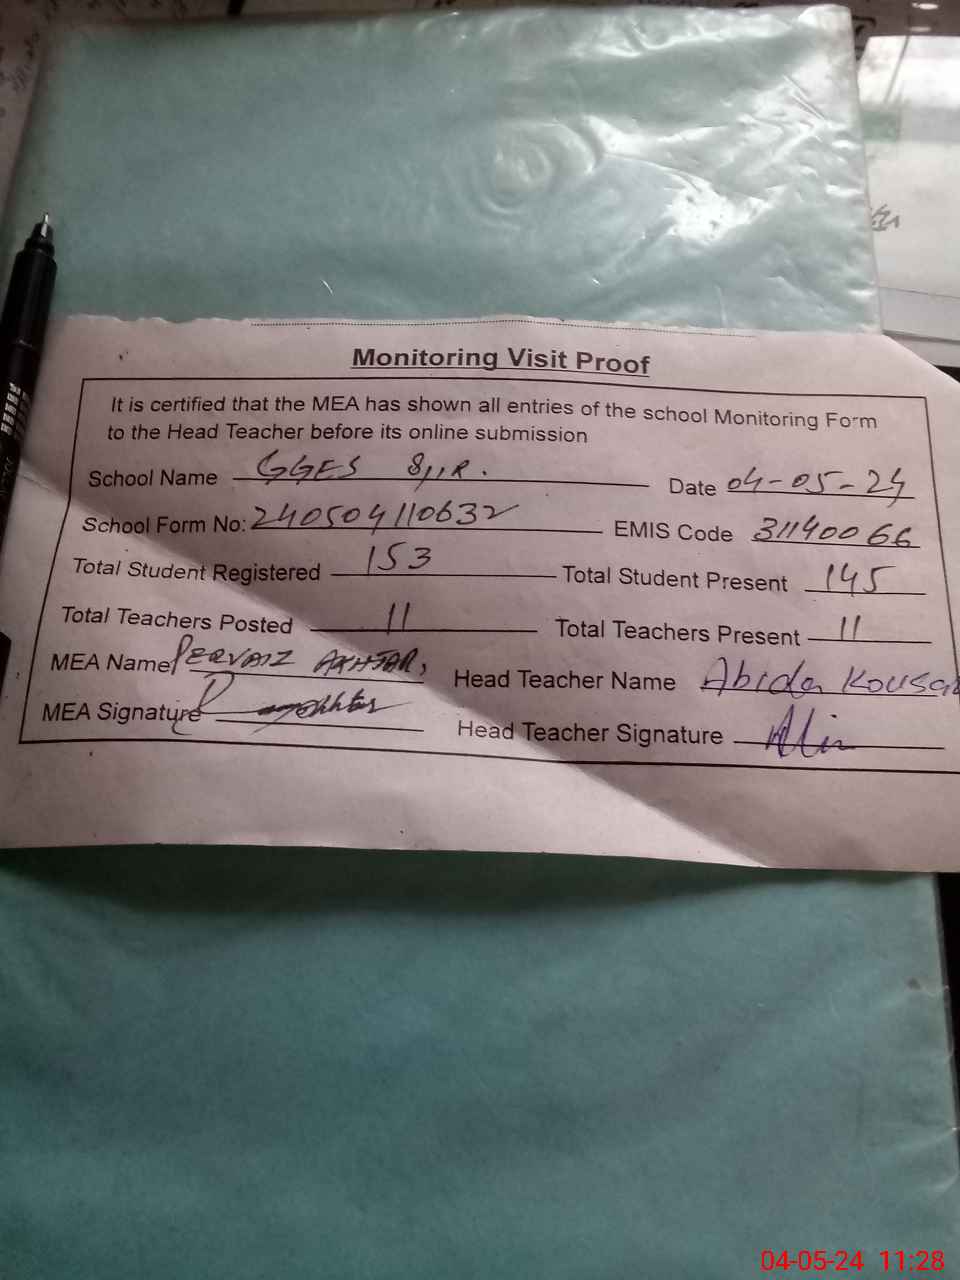 Monitoring Visit Proof
It is certified that the MEA has shown all entries of the school Monitoring Form
to the Head Teacher before its online submission
School Name GGES 8/1R. Date 04-05-24
School Form No: 240504110632 EMIS Code 31140066
Total Student Registered 153 Total Student Present 145
Total Teachers Posted 11 Total Teachers Present 11
MEA Name PERVAIZ AKHTAR, Head Teacher Name Abida Kousar
MEA Signature Head Teacher Signature
04-05-24 11:28